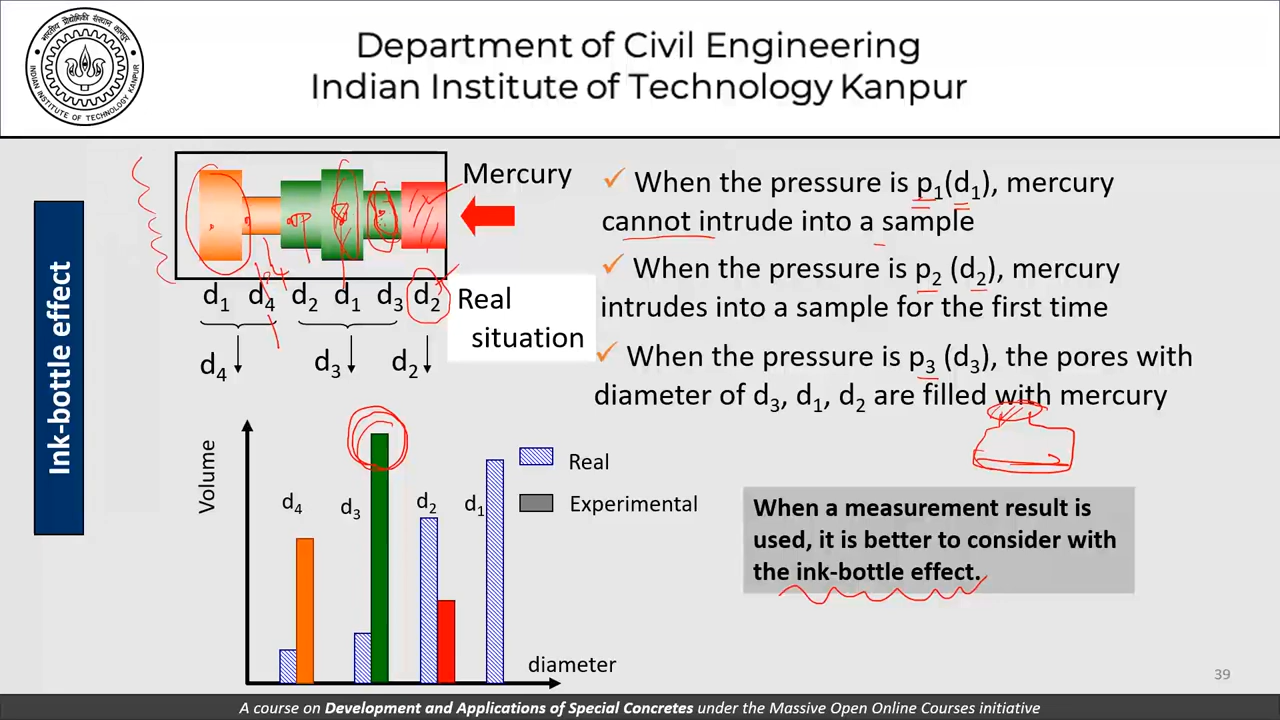 Department of Civil Engineering
Indian Institute of Technology Kanpur
INDIAN INSTITUTE OF TECHNOLOGY KANPUR
Ink-bottle effect
Mercury
d1 d4 d2 d1 d3 d2
Real
situation
d4 d3 d2
✓ When the pressure is p1(d1), mercury
cannot intrude into a sample
✓ When the pressure is p2 (d2), mercury
intrudes into a sample for the first time
✓ When the pressure is p3 (d3), the pores with
diameter of d3, d1, d2 are filled with mercury
Volume
d4 d3 d2 d1
Real
Experimental
diameter
When a measurement result is
used, it is better to consider with
the ink-bottle effect.
39
A course on Development and Applications of Special Concretes under the Massive Open Online Courses initiative